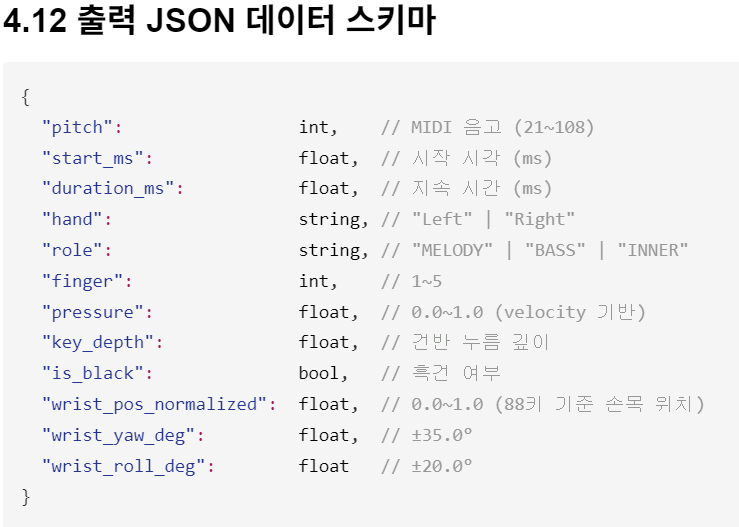 4.12 출력 JSON 데이터 스키마
{
"pitch": int, // MIDI 음고 (21~108)
"start_ms": float, // 시작 시각 (ms)
"duration_ms": float, // 지속 시간 (ms)
"hand": string, // "Left" | "Right"
"role": string, // "MELODY" | "BASS" | "INNER"
"finger": int, // 1~5
"pressure": float, // 0.0~1.0 (velocity 기반)
"key_depth": float, // 건반 누름 깊이
"is_black": bool, // 흑건 여부
"wrist_pos_normalized": float, // 0.0~1.0 (88키 기준 손목 위치)
"wrist_yaw_deg": float, // ±35.0°
"wrist_roll_deg": float // ±20.0°
}